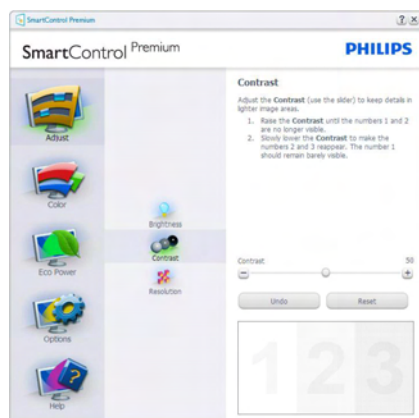 SmartControl Premium
SmartControl Premium
PHILIPS
Adjust
Color
Eco Power
Options
Help
Brightness
Contrast
Resolution
Contrast
Adjust the Contrast (use the slider) to keep details in
lighter image areas.
1. Raise the Contrast until the numbers 1 and 2
are no longer visible.
2. Slowly lower the Contrast to make the
numbers 2 and 3 reappear. The number 1
should remain barely visible.
Contrast 50
Undo Reset
1 2 3